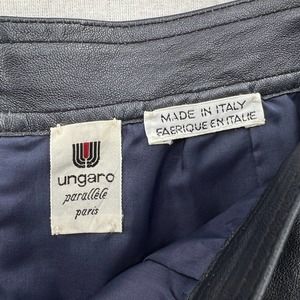 ungaro
parallèle
paris
MADE IN ITALY
FABRIQUE EN ITALIE